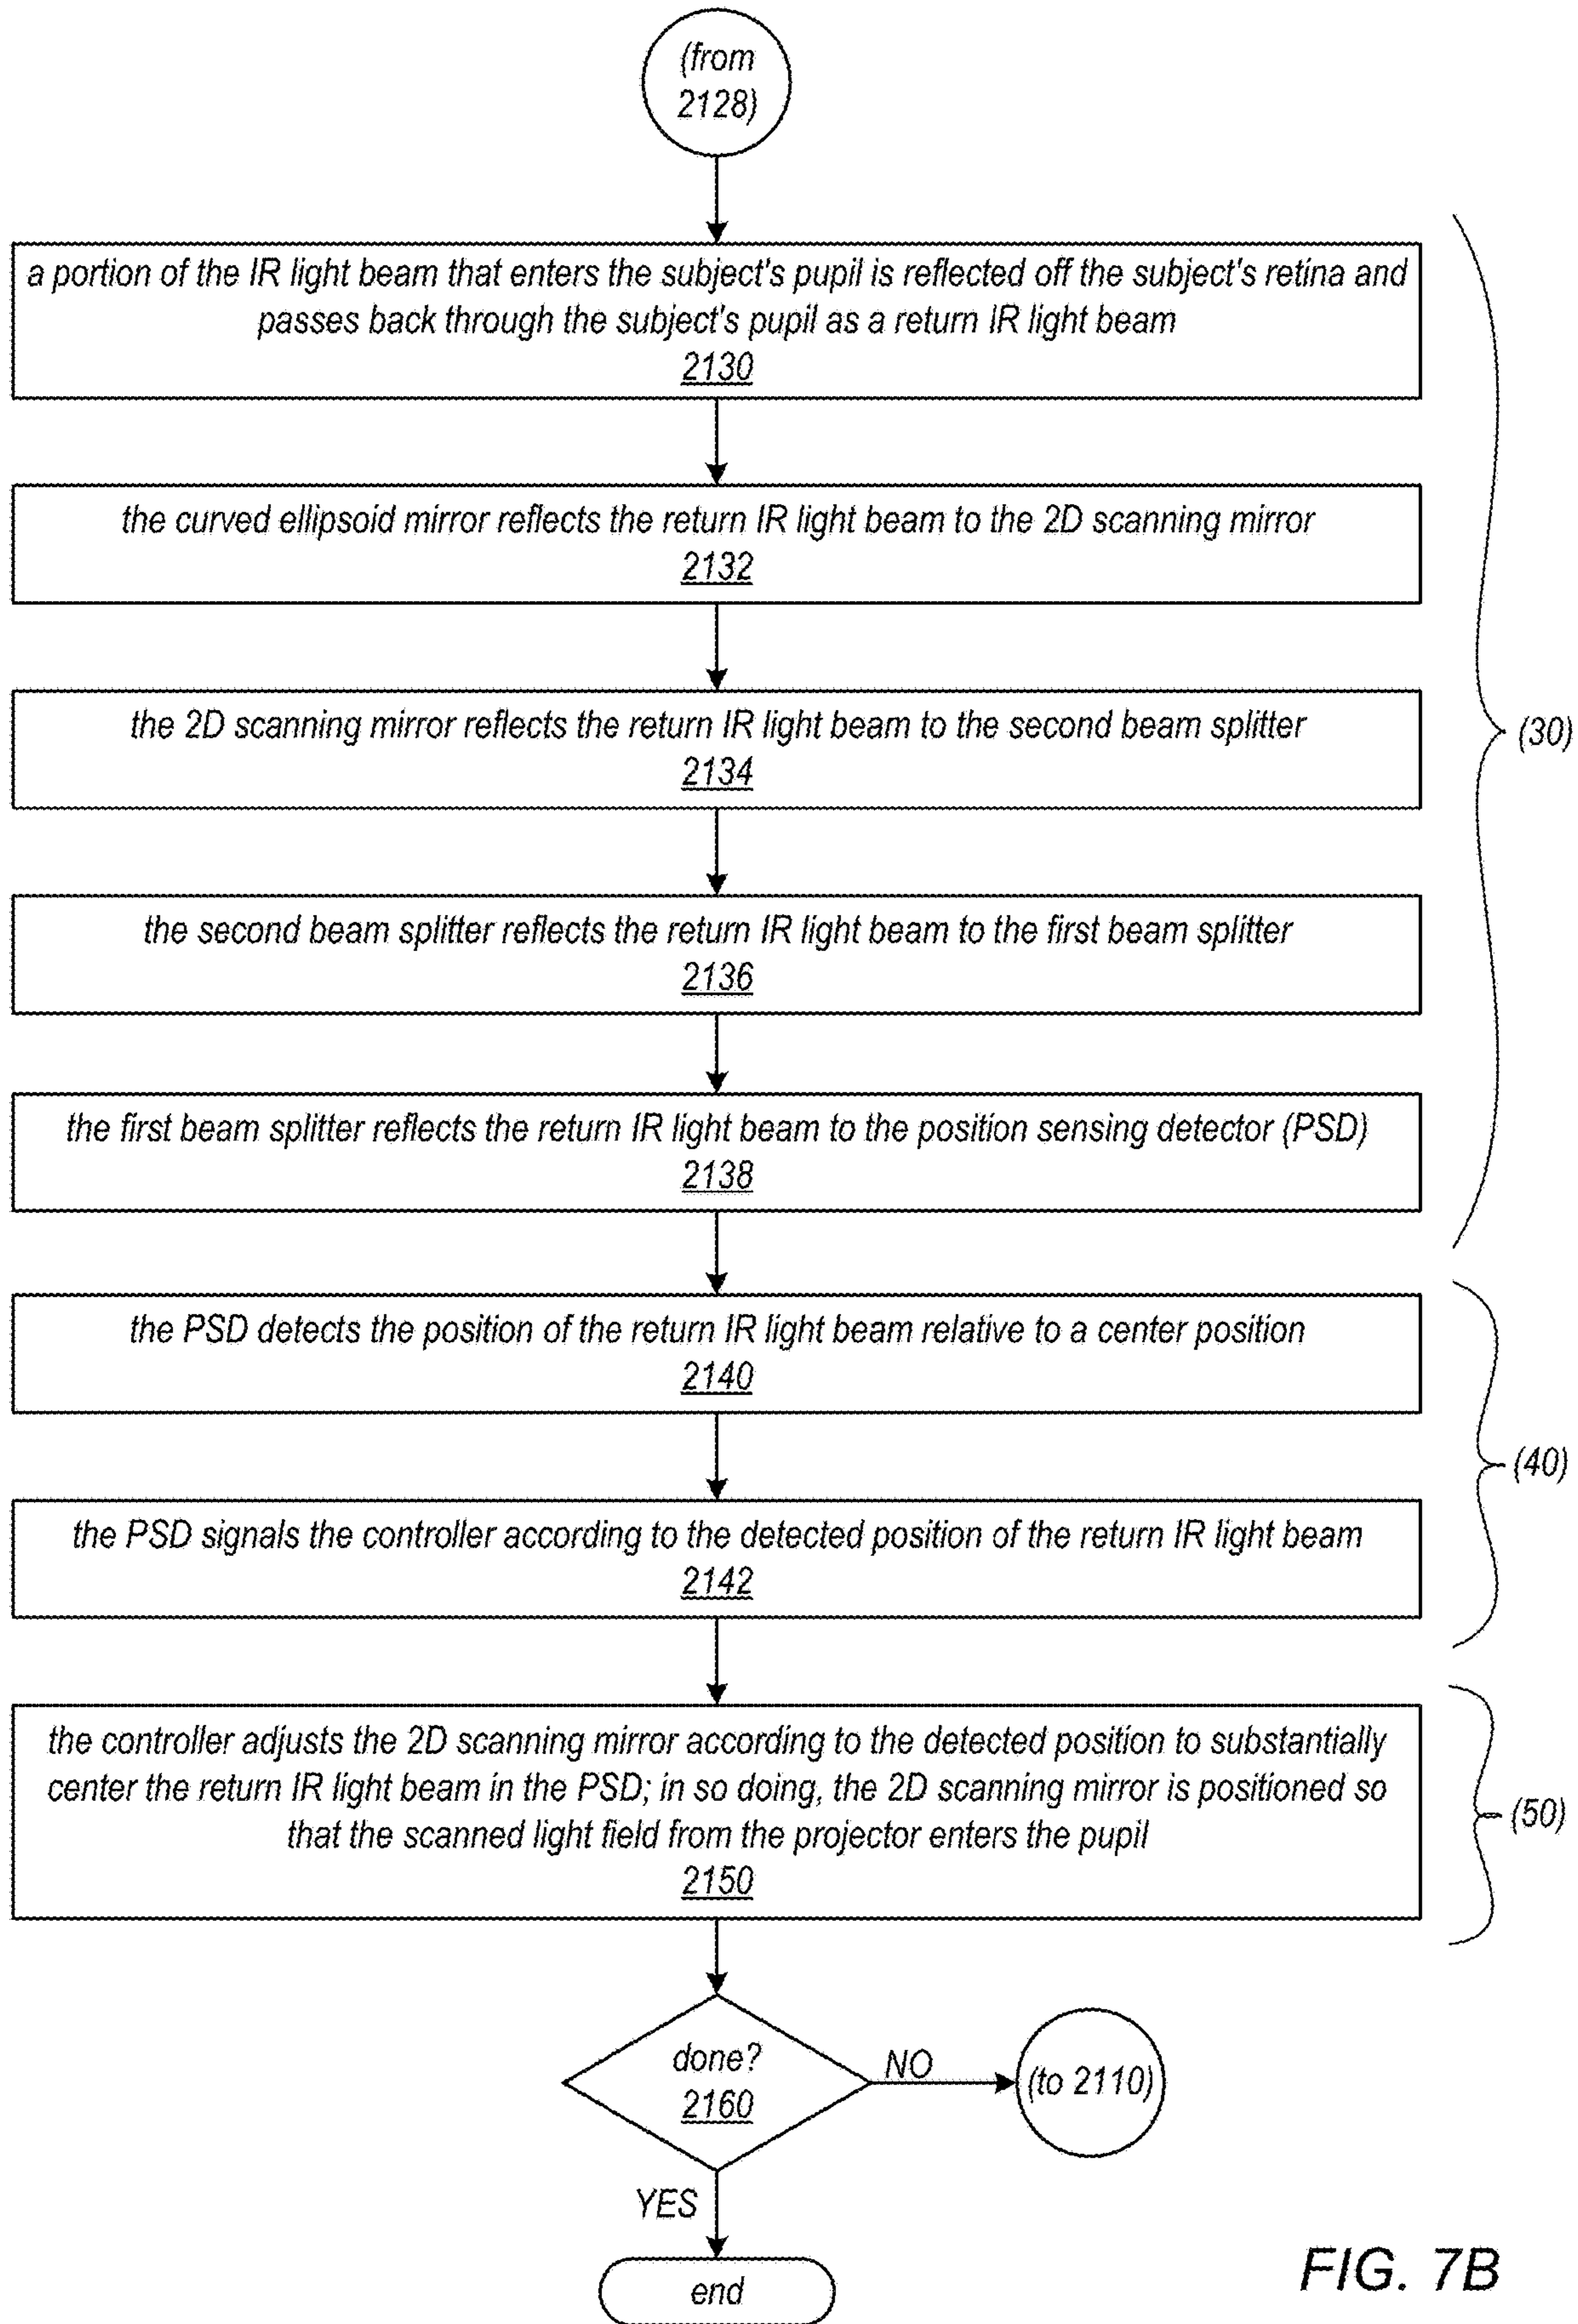 (from
2128)
a portion of the IR light beam that enters the subject's pupil is reflected off the subject's retina and
passes back through the subject's pupil as a return IR light beam
2130
the curved ellipsoid mirror reflects the return IR light beam to the 2D scanning mirror
2132
the 2D scanning mirror reflects the return IR light beam to the second beam splitter
2134
(30)
the second beam splitter reflects the return IR light beam to the first beam splitter
2136
the first beam splitter reflects the return IR light beam to the position sensing detector (PSD)
2138
the PSD detects the position of the return IR light beam relative to a center position
2140
(40)
the PSD signals the controller according to the detected position of the return IR light beam
2142
the controller adjusts the 2D scanning mirror according to the detected position to substantially
center the return IR light beam in the PSD; in so doing, the 2D scanning mirror is positioned so
that the scanned light field from the projector enters the pupil
2150
(50)
done?
2160
NO
(to 2110)
YES
end
FIG. 7B